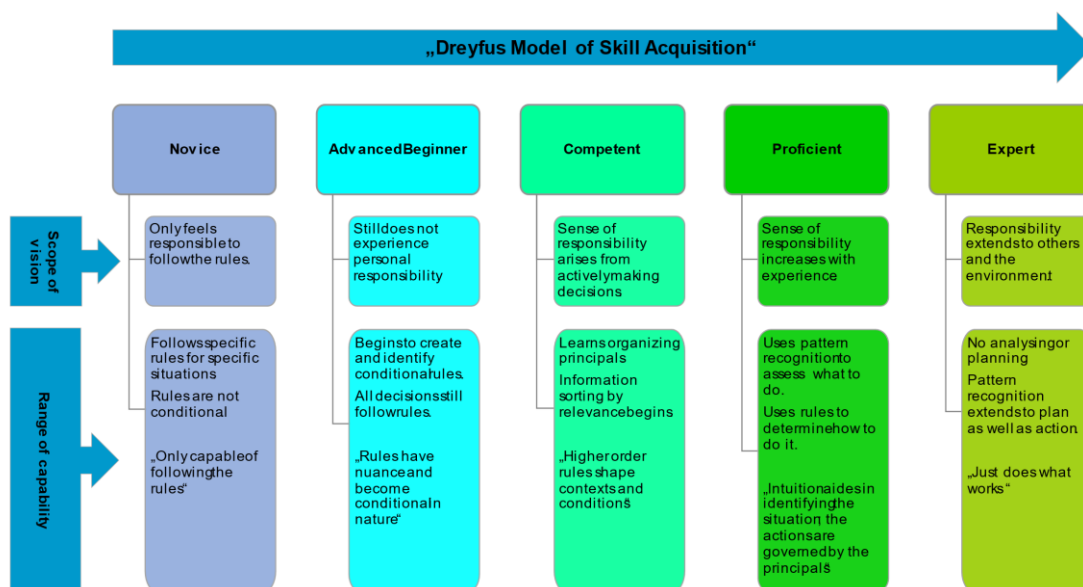 „Dreyfus Model of Skill Acquisition“
Novice
Advanced Beginner
Competent
Proficient
Expert
Scope of
vision
Only feels
responsible to
follow the rules.
Still does not
experience
personal
responsibility
Sense of
responsibility
arises from
actively making
decisions.
Sense of
responsibility
increases with
experience.
Responsibility
extends to others
and the
environment.
Range of capability
Follows specific
rules for specific
situations.
Rules are not
conditional
„Only capable of
following the
rules“
Begins to create
and identify
conditional rules.
All decisions still
follow rules.
„Rules have
nuance and
become
conditional in
nature“
Learns organizing
principals
Information
sorting by
relevance begins
„Higher order
rules shape
contexts and
conditions“
Uses pattern
recognition to
assess what to
do.
Uses rules to
determine how to
do it.
„Intuition aides in
identifying the
situation, the
actions are
governed by the
principals“
No analysing or
planning
Pattern
recognition
extends to plan
as well as action.
„Just does what
works“